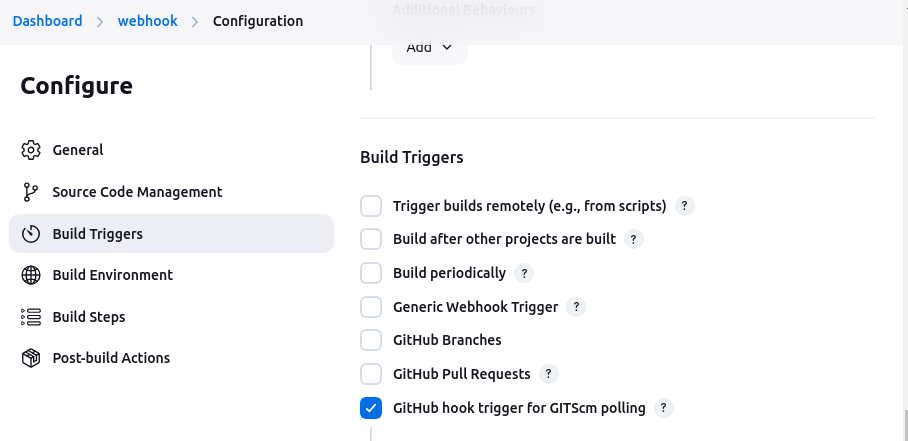 Dashboard > webhook > Configuration
Additional Behaviours
Add
Configure
General
Source Code Management
Build Triggers
Build Environment
Build Steps
Post-build Actions
Build Triggers
Trigger builds remotely (e.g., from scripts) ?
Build after other projects are built ?
Build periodically ?
Generic Webhook Trigger ?
GitHub Branches
GitHub Pull Requests ?
GitHub hook trigger for GITScm polling ?